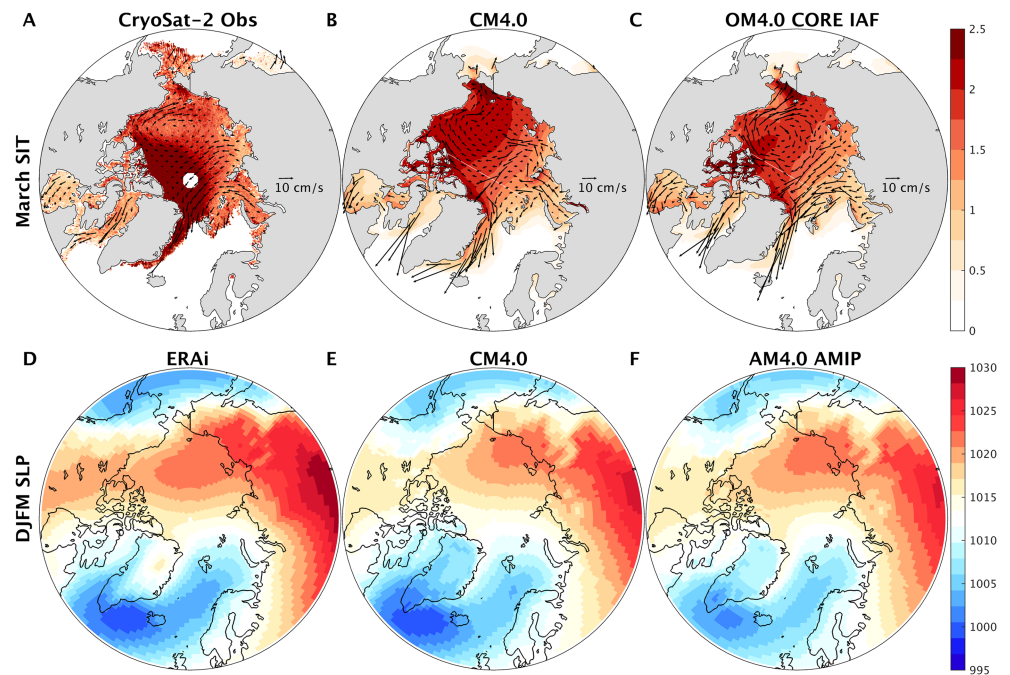 A CryoSat-2 Obs B CM4.0 C OM4.0 CORE IAF
March SIT
10 cm/s 10 cm/s 10 cm/s
2.5
2
1.5
1
0.5
0
D ERAi E CM4.0 F AM4.0 AMIP
DJFM SLP
1030
1025
1020
1015
1010
1005
1000
995